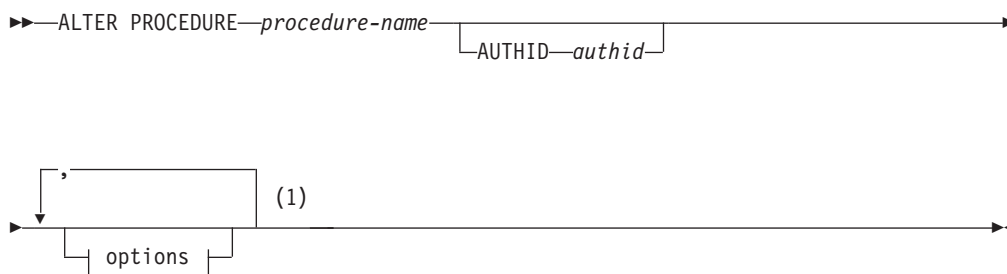 ALTER PROCEDURE procedure-name
AUTHID authid
,
(1)
options